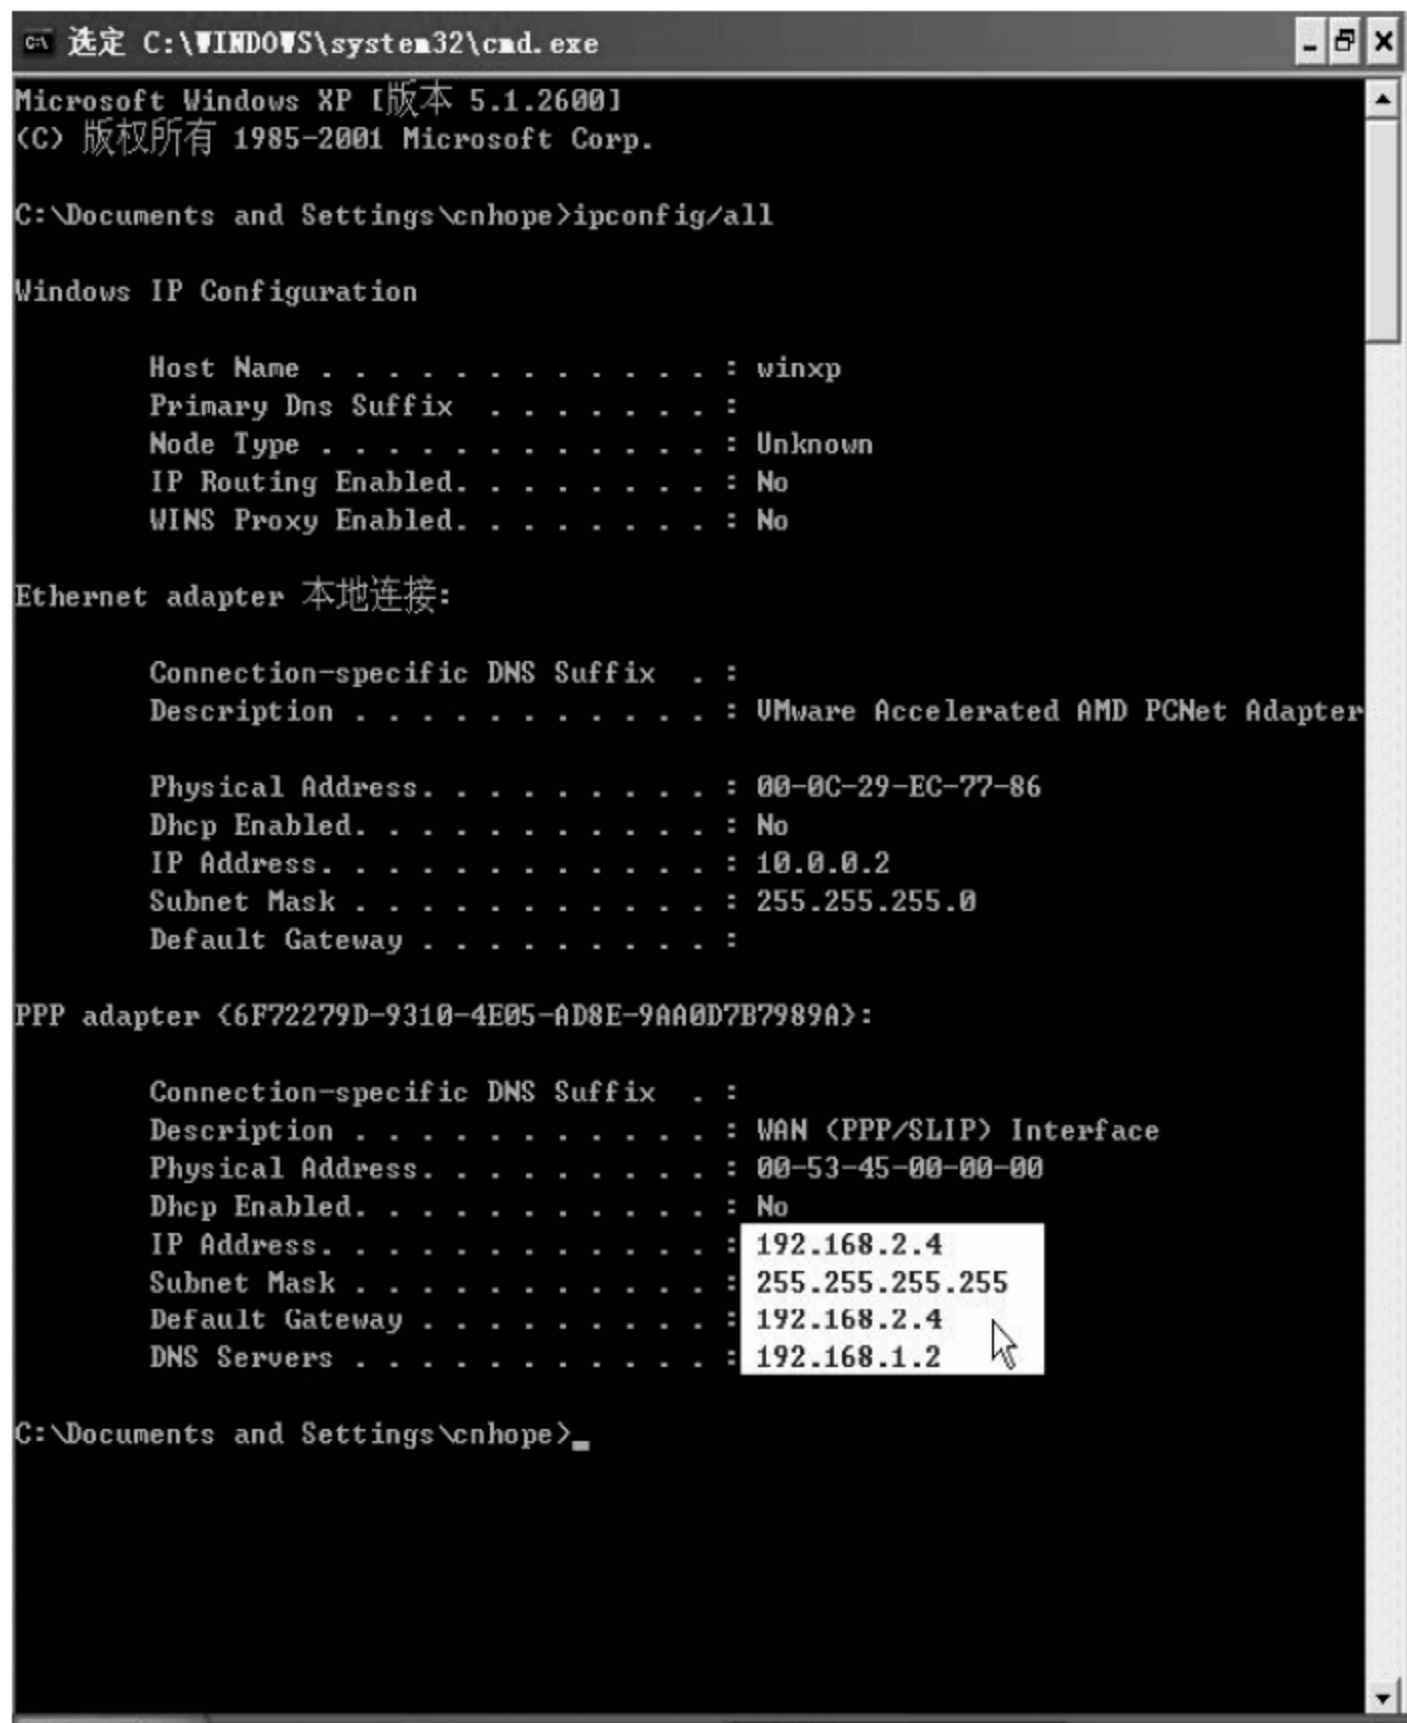 选定 C:\WINDOWS\system32\cmd.exe
Microsoft Windows XP [版本 5.1.2600]
(C) 版权所有 1985-2001 Microsoft Corp.
C:\Documents and Settings\cnhope>ipconfig/all
Windows IP Configuration
Host Name . . . . . . . . . . . . . : winxp
Primary Dns Suffix  . . . . . . . :
Node Type . . . . . . . . . . . . . : Unknown
IP Routing Enabled. . . . . . . . . : No
WINS Proxy Enabled. . . . . . . . . : No
Ethernet adapter 本地连接:
Connection-specific DNS Suffix  . :
Description . . . . . . . . . . . . : VMware Accelerated AMD PCNet Adapter
Physical Address. . . . . . . . . . : 00-0C-29-EC-77-86
Dhcp Enabled. . . . . . . . . . . . : No
IP Address. . . . . . . . . . . . . : 10.0.0.2
Subnet Mask . . . . . . . . . . . . : 255.255.255.0
Default Gateway . . . . . . . . . . :
PPP adapter {6F72279D-9310-4E05-AD8E-9AA0D7B7989A}:
Connection-specific DNS Suffix  . :
Description . . . . . . . . . . . . : WAN (PPP/SLIP) Interface
Physical Address. . . . . . . . . . : 00-53-45-00-00-00
Dhcp Enabled. . . . . . . . . . . . : No
IP Address. . . . . . . . . . . . . : 192.168.2.4
Subnet Mask . . . . . . . . . . . . : 255.255.255.255
Default Gateway . . . . . . . . . . : 192.168.2.4
DNS Servers . . . . . . . . . . . . : 192.168.1.2
C:\Documents and Settings\cnhope>_